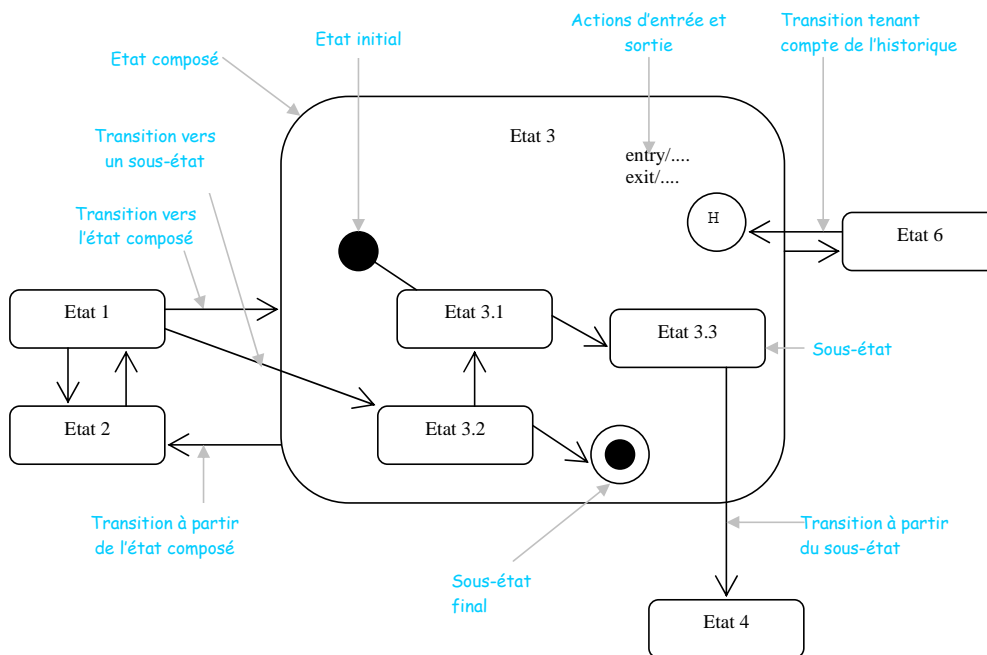 Actions d'entrée et
sortie
Transition tenant
compte de l'historique
Etat initial
Etat composé
Transition vers
un sous-état
Etat 3
entry/....
exit/....
Transition vers
l'état composé
H
Etat 6
Etat 1
Etat 3.1
Etat 3.3
Sous-état
Etat 2
Etat 3.2
Transition à partir
de l'état composé
Transition à partir
du sous-état
Sous-état
final
Etat 4